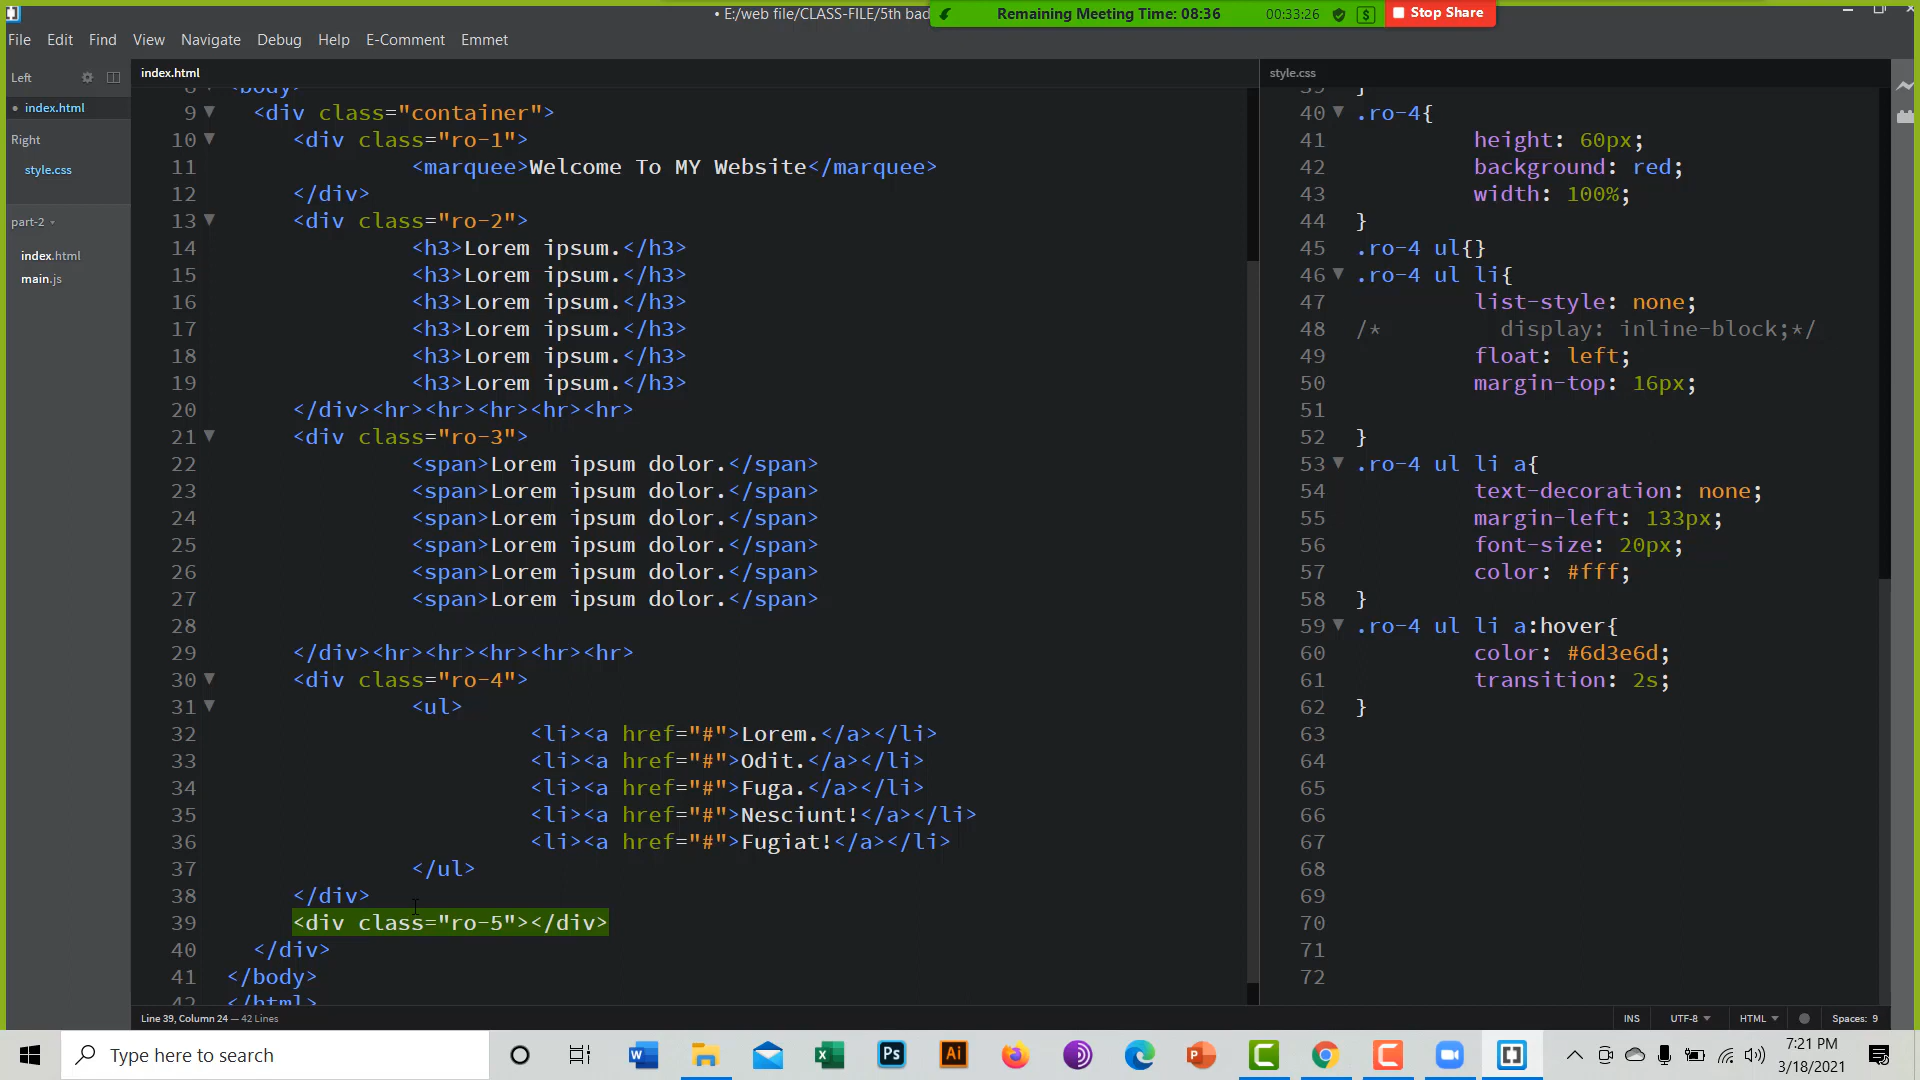 • E:/web file/CLASS-FILE/5th bad
Remaining Meeting Time: 08:36
00:33:26
Stop Share
File Edit Find View Navigate Debug Help E-Commerce Emmet
Left
index.html
Right
style.css
part-2
index.html
main.js
index.html
8 <body>
9 <div class="container">
10 <div class="ro-1">
11 <marquee>Welcome To MY Website</marquee>
12 </div>
13 <div class="ro-2">
14 <h3>Lorem ipsum.</h3>
15 <h3>Lorem ipsum.</h3>
16 <h3>Lorem ipsum.</h3>
17 <h3>Lorem ipsum.</h3>
18 <h3>Lorem ipsum.</h3>
19 <h3>Lorem ipsum.</h3>
20 </div><hr><hr><hr><hr><hr>
21 <div class="ro-3">
22 <span>Lorem ipsum dolor.</span>
23 <span>Lorem ipsum dolor.</span>
24 <span>Lorem ipsum dolor.</span>
25 <span>Lorem ipsum dolor.</span>
26 <span>Lorem ipsum dolor.</span>
27 <span>Lorem ipsum dolor.</span>
28
29 </div><hr><hr><hr><hr><hr>
30 <div class="ro-4">
31 <ul>
32 <li><a href="#">Lorem.</a></li>
33 <li><a href="#">Odit.</a></li>
34 <li><a href="#">Fuga.</a></li>
35 <li><a href="#">Nesciunt!</a></li>
36 <li><a href="#">Fugiat!</a></li>
37 </ul>
38 </div>
39 <div class="ro-5"></div>
40 </div>
41 </body>
42 </html>
style.css
39 }
40 .ro-4{
41 height: 60px;
42 background: red;
43 width: 100%;
44 }
45 .ro-4 ul{}
46 .ro-4 ul li{
47 list-style: none;
48 /* display: inline-block;*/
49 float: left;
50 margin-top: 16px;
51
52 }
53 .ro-4 ul li a{
54 text-decoration: none;
55 margin-left: 133px;
56 font-size: 20px;
57 color: #fff;
58 }
59 .ro-4 ul li a:hover{
60 color: #6d3e6d;
61 transition: 2s;
62 }
63
64
65
66
67
68
69
70
71
72
Line 39, Column 24 — 42 Lines
INS UTF-8 HTML Spaces: 9
Type here to search
7:21 PM
3/18/2021